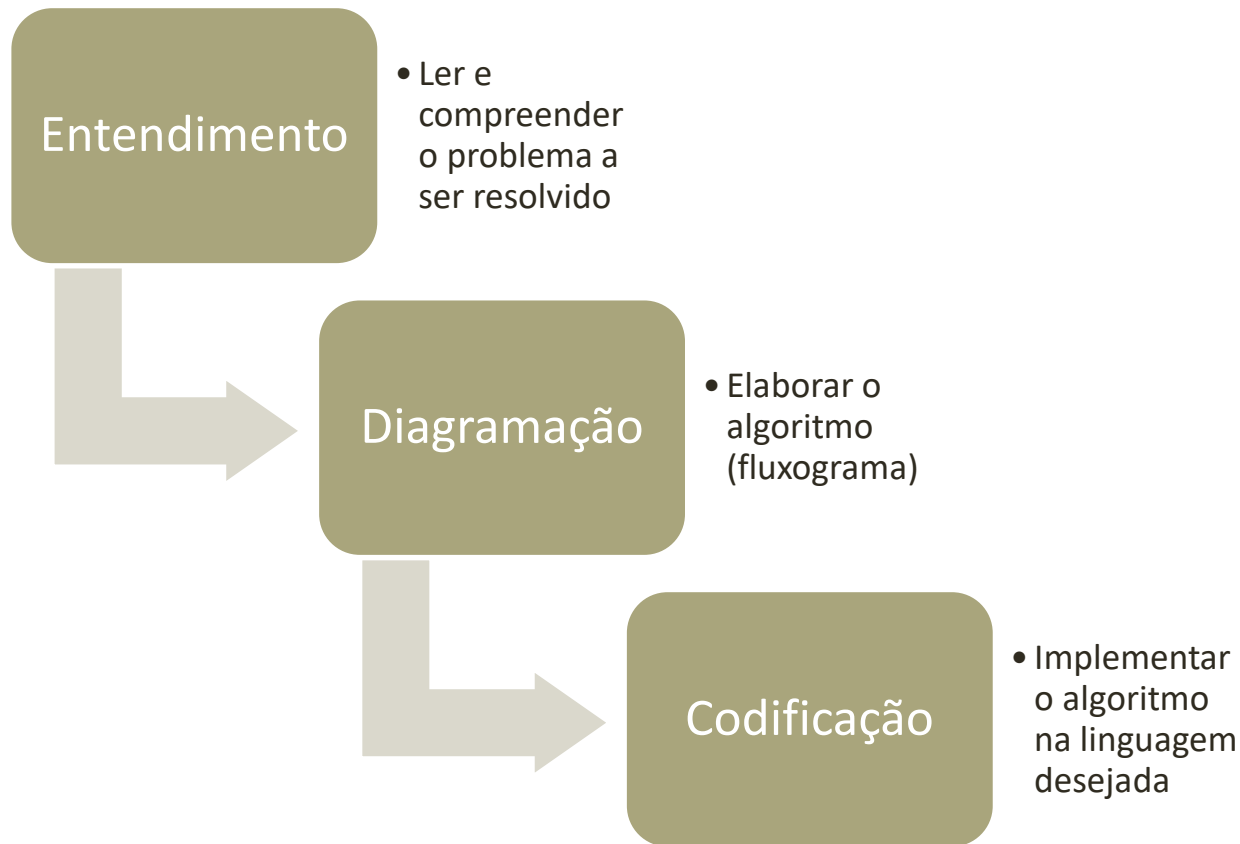 Entendimento
• Ler e
compreender
o problema a
ser resolvido
Diagramação
• Elaborar o
algoritmo
(fluxograma)
Codificação
• Implementar
o algoritmo
na linguagem
desejada